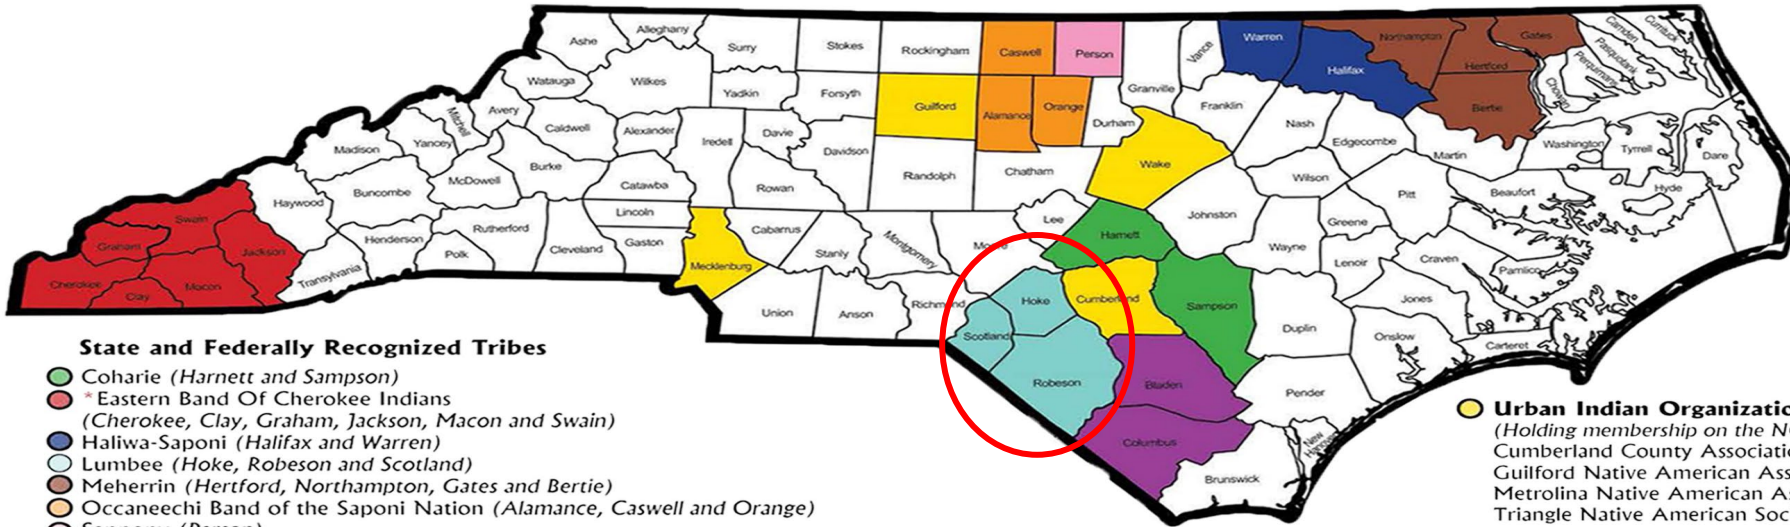 Ashe
Alleghany
Surry
Stokes
Rockingham
Caswell
Person
Vance
Warren
Halifax
Northampton
Gates
Hertford
Bertie
Camden
Currituck
Pasquotank
Perquimans
Chowan
Watauga
Wilkes
Yadkin
Forsyth
Guilford
Alamance
Orange
Durham
Granville
Franklin
Nash
Edgecombe
Martin
Washington
Tyrrell
Dare
Mitchell
Avery
Caldwell
Alexander
Iredell
Davie
Davidson
Randolph
Chatham
Wake
Wilson
Pitt
Beaufort
Hyde
Madison
Yancey
Burke
McDowell
Buncombe
Haywood
Catawba
Rowan
Lincoln
Gaston
Cleveland
Rutherford
Polk
Henderson
Transylvania
Swain
Graham
Jackson
Cherokee
Clay
Macon
Mecklenburg
Cabarrus
Stanly
Montgomery
Lee
Harnett
Johnston
Wayne
Greene
Lenoir
Craven
Pamlico
Jones
Carteret
Onslow
Duplin
Sampson
Cumberland
Hoke
Scotland
Robeson
Richmond
Anson
Union
Bladen
Columbus
Pender
Brunswick
State and Federally Recognized Tribes
Coharie (Harnett and Sampson)
*Eastern Band Of Cherokee Indians
(Cherokee, Clay, Graham, Jackson, Macon and Swain)
Haliwa-Saponi (Halifax and Warren)
Lumbee (Hoke, Robeson and Scotland)
Meherrin (Hertford, Northampton, Gates and Bertie)
Occaneechi Band of the Saponi Nation (Alamance, Caswell and Orange)
Urban Indian Organizatio
(Holding membership on the N
Cumberland County Associati
Guilford Native American Ass
Metrolina Native American As
Triangle Native American Soc